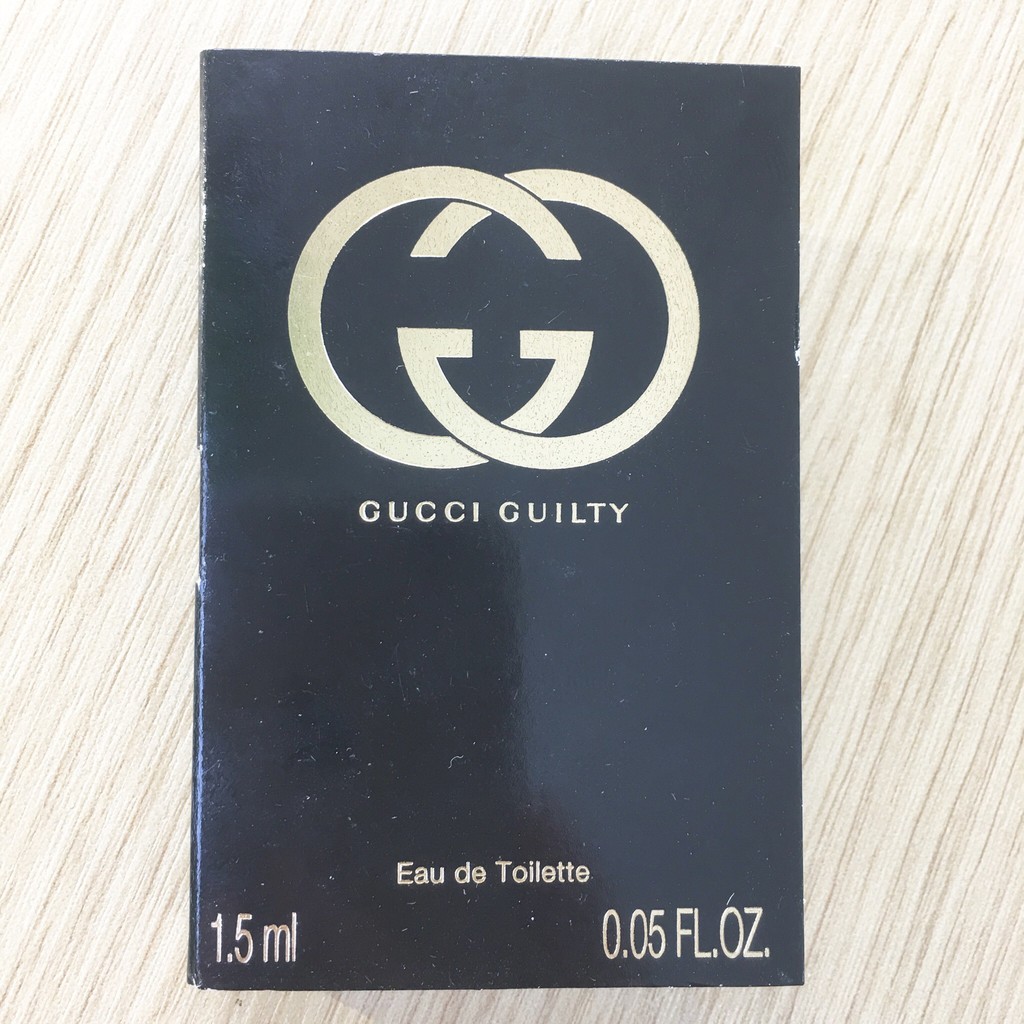 GUCCI GUILTY
Eau de Toilette
1.5 ml 0.05 FL.OZ.